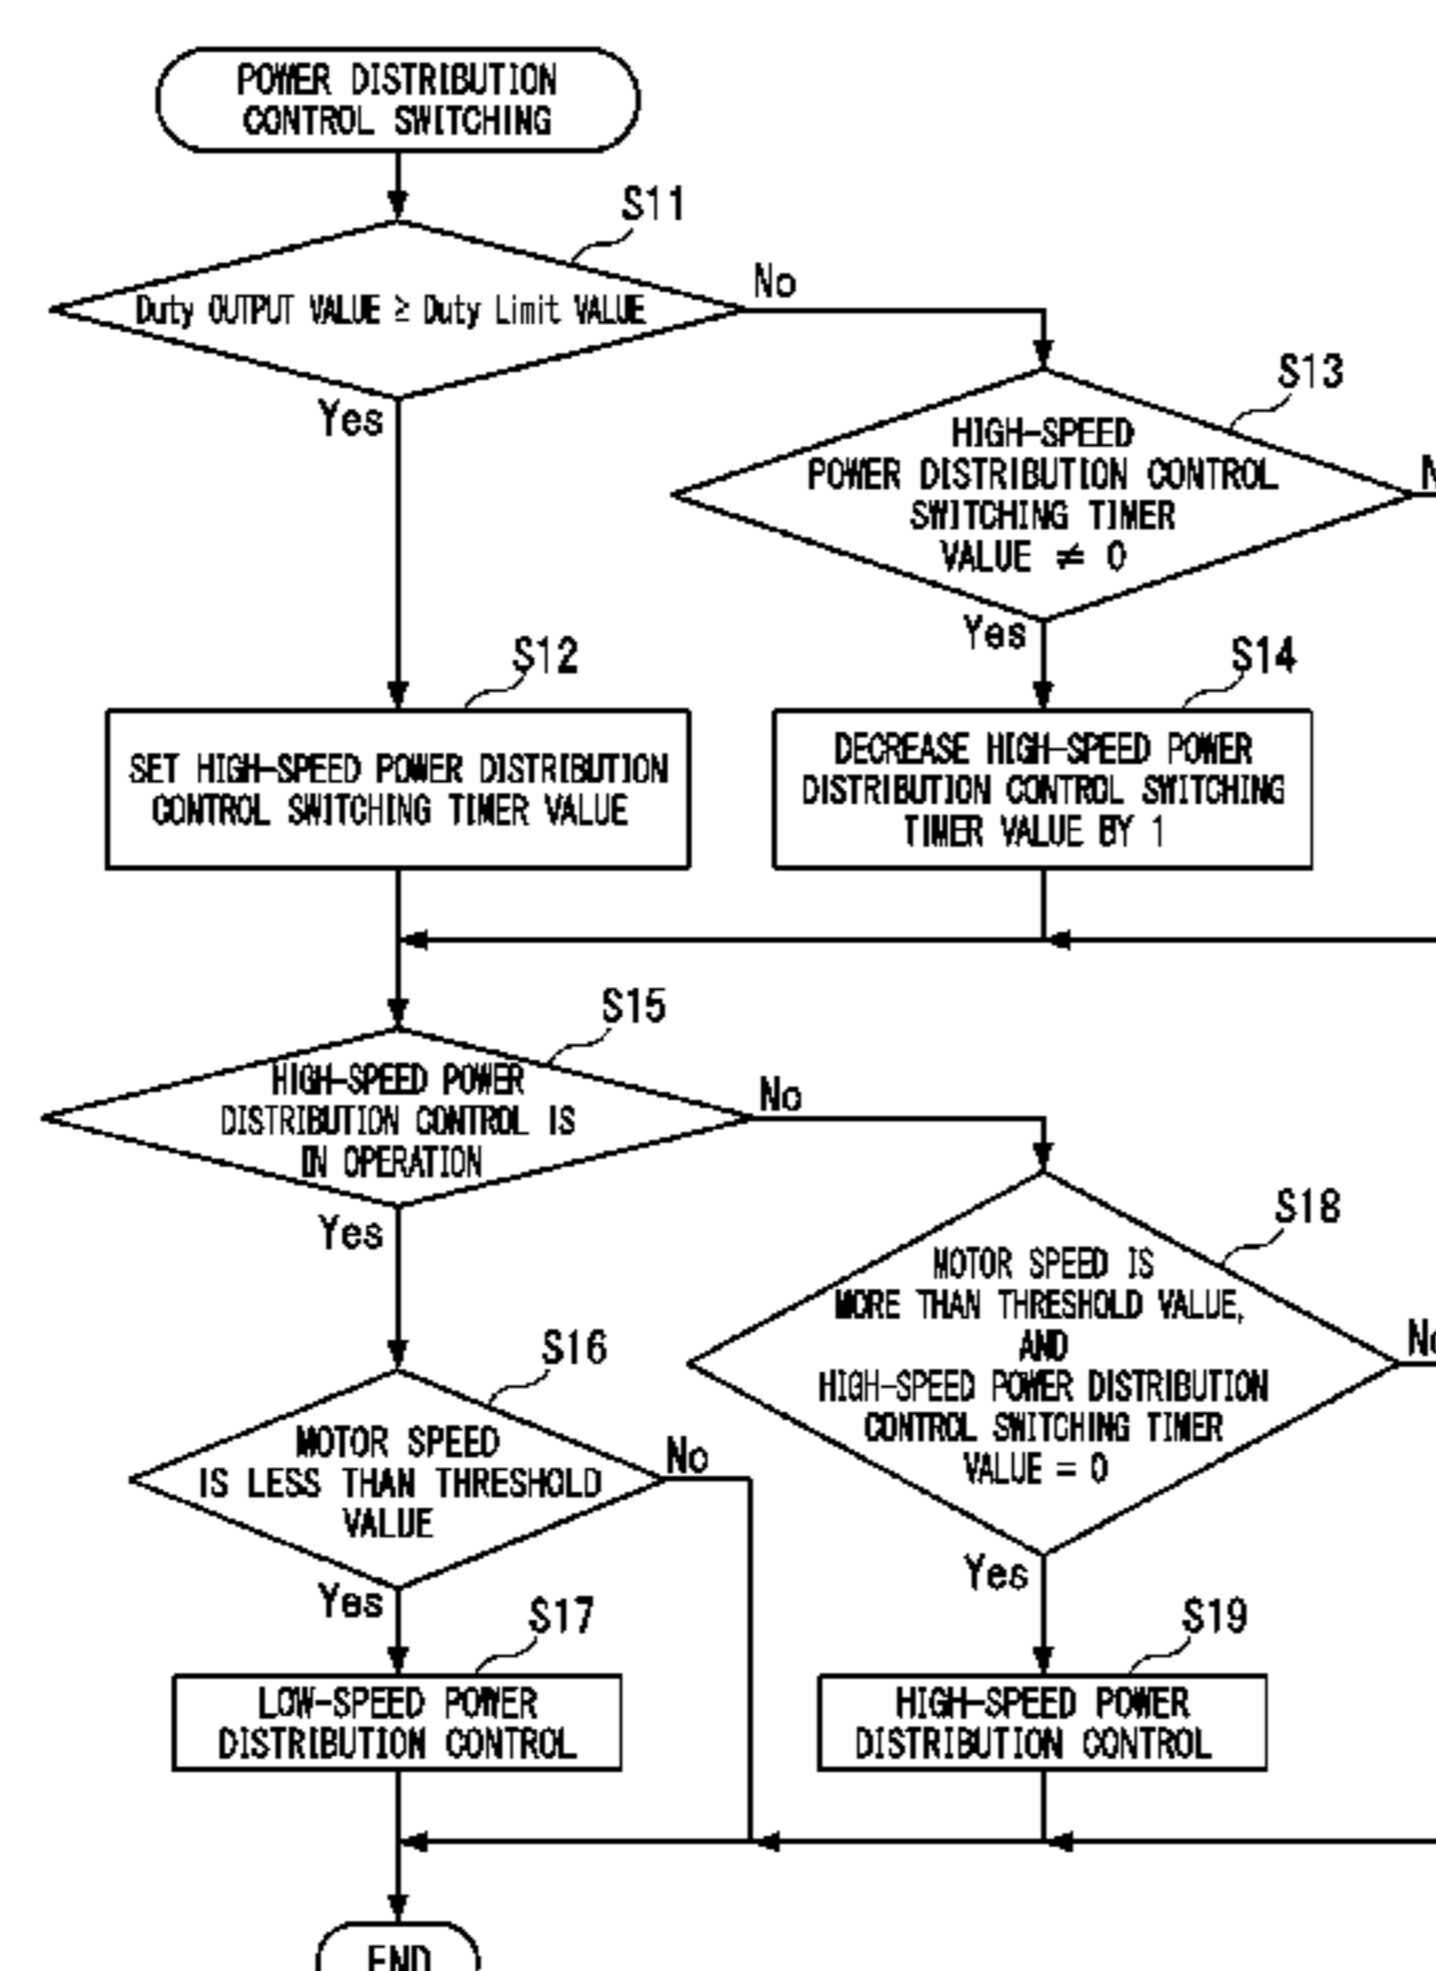 POWER DISTRIBUTION
CONTROL SWITCHING
S11
Duty OUTPUT VALUE ≥ Duty Limit VALUE
No
Yes
S13
HIGH-SPEED
POWER DISTRIBUTION CONTROL
SWITCHING TIMER
VALUE ≠ 0
Yes
S12
SET HIGH-SPEED POWER DISTRIBUTION
CONTROL SWITCHING TIMER VALUE
S14
DECREASE HIGH-SPEED POWER
DISTRIBUTION CONTROL SWITCHING
TIMER VALUE BY 1
S15
HIGH-SPEED POWER
DISTRIBUTION CONTROL IS
IN OPERATION
No
Yes
S18
MOTOR SPEED IS
MORE THAN THRESHOLD VALUE,
AND
HIGH-SPEED POWER DISTRIBUTION
CONTROL SWITCHING TIMER
VALUE = 0
No
Yes
S16
MOTOR SPEED
IS LESS THAN THRESHOLD
VALUE
No
Yes
S17
LOW-SPEED POWER
DISTRIBUTION CONTROL
S19
HIGH-SPEED POWER
DISTRIBUTION CONTROL
END